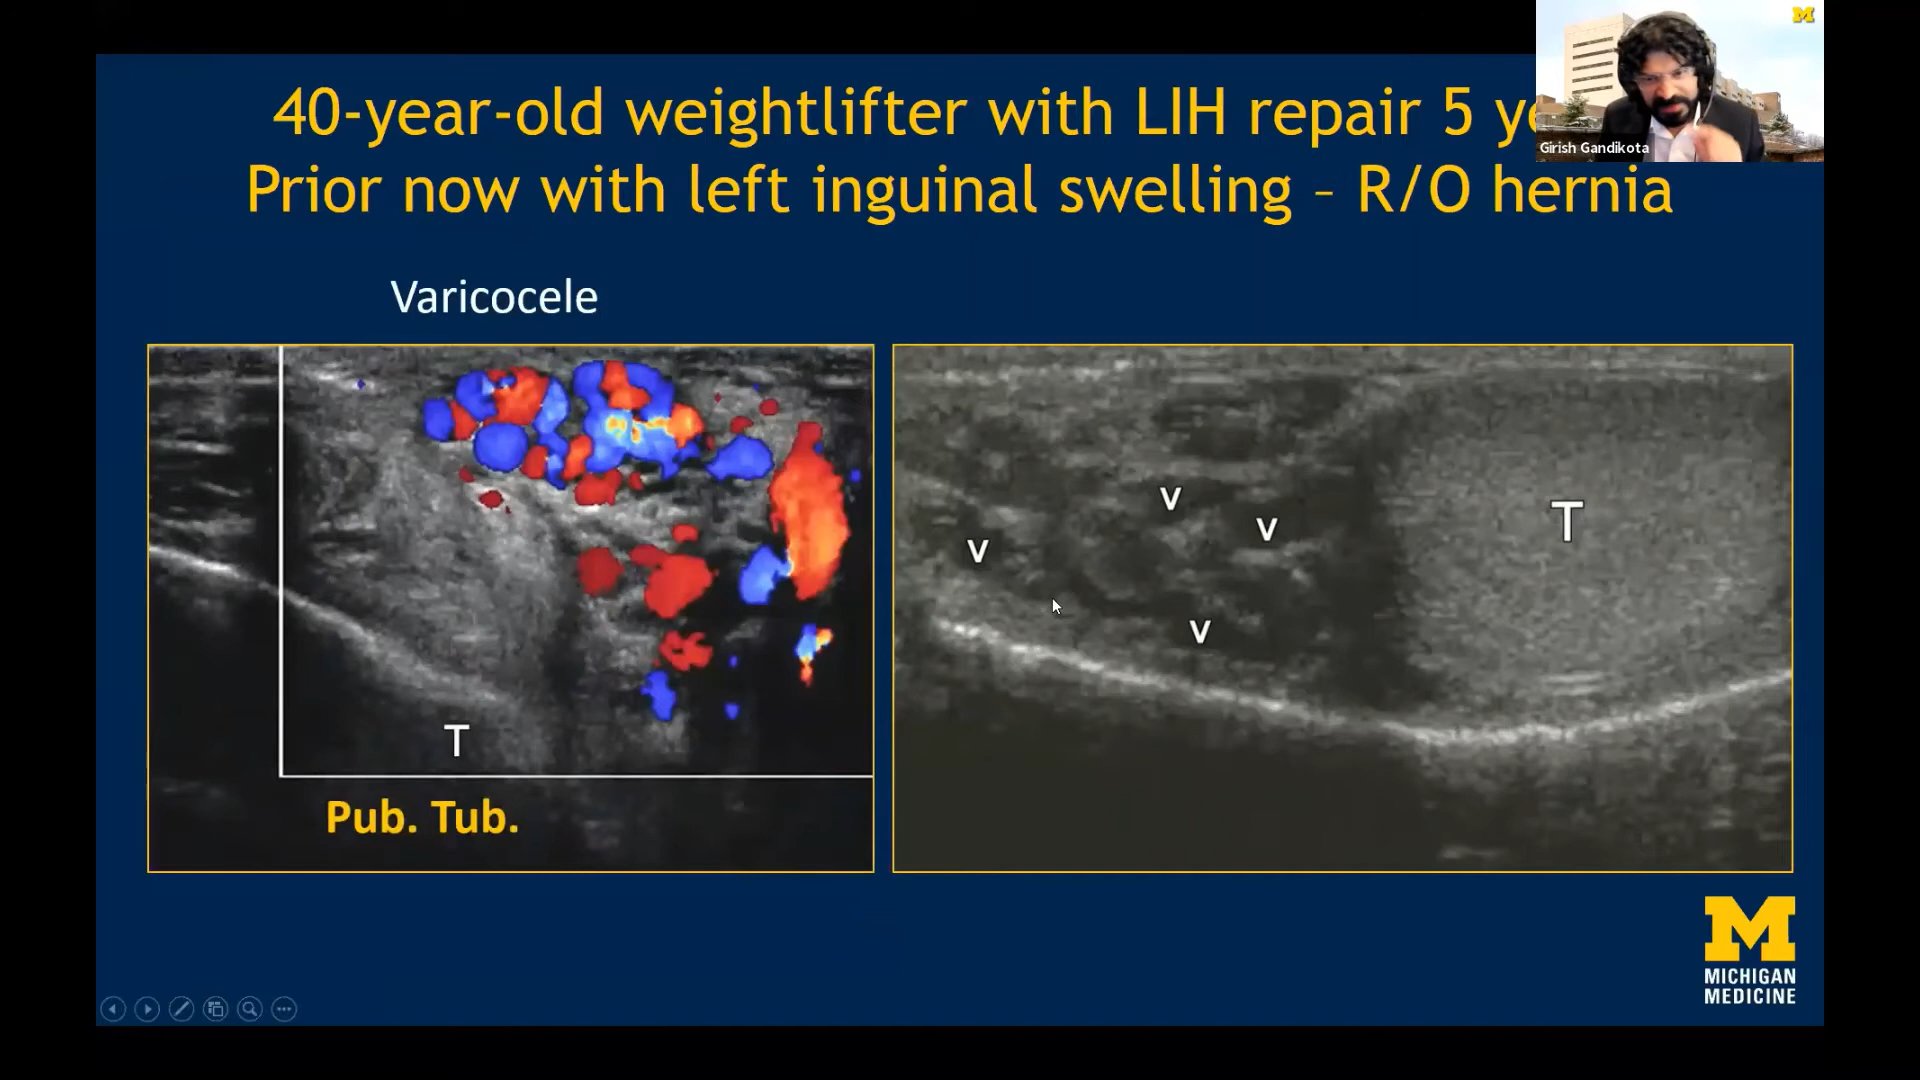 40-year-old weightlifter with LIH repair 5
Prior now with left inguinal swelling – R/O hernia
M
Girish Gandikota
Varicocele
T
Pub. Tub.
v
v
v
v
T
M
MICHIGAN
MEDICINE